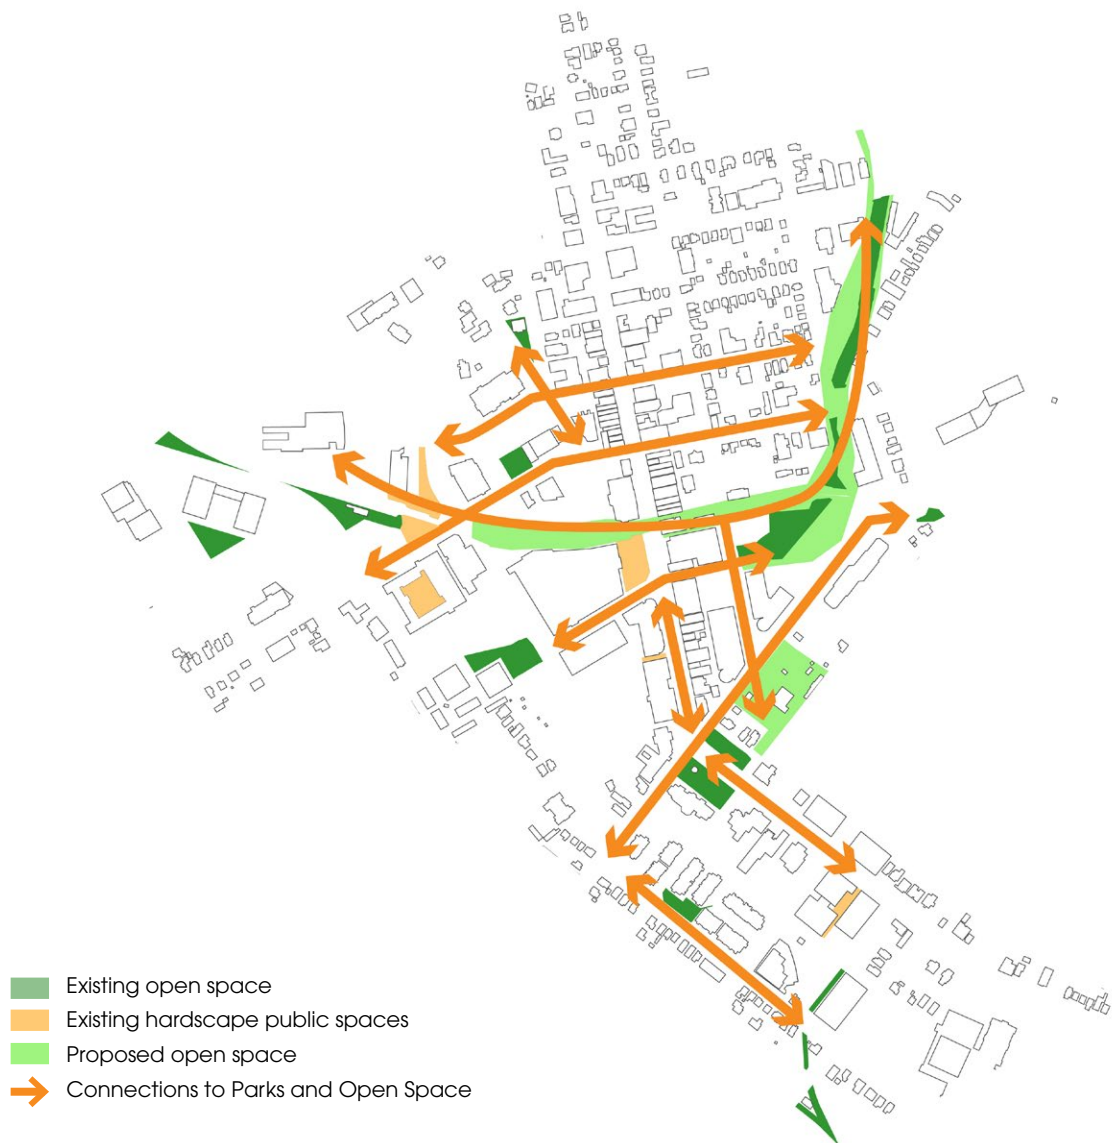 Existing open space
Existing hardscape public spaces
Proposed open space
Connections to Parks and Open Space